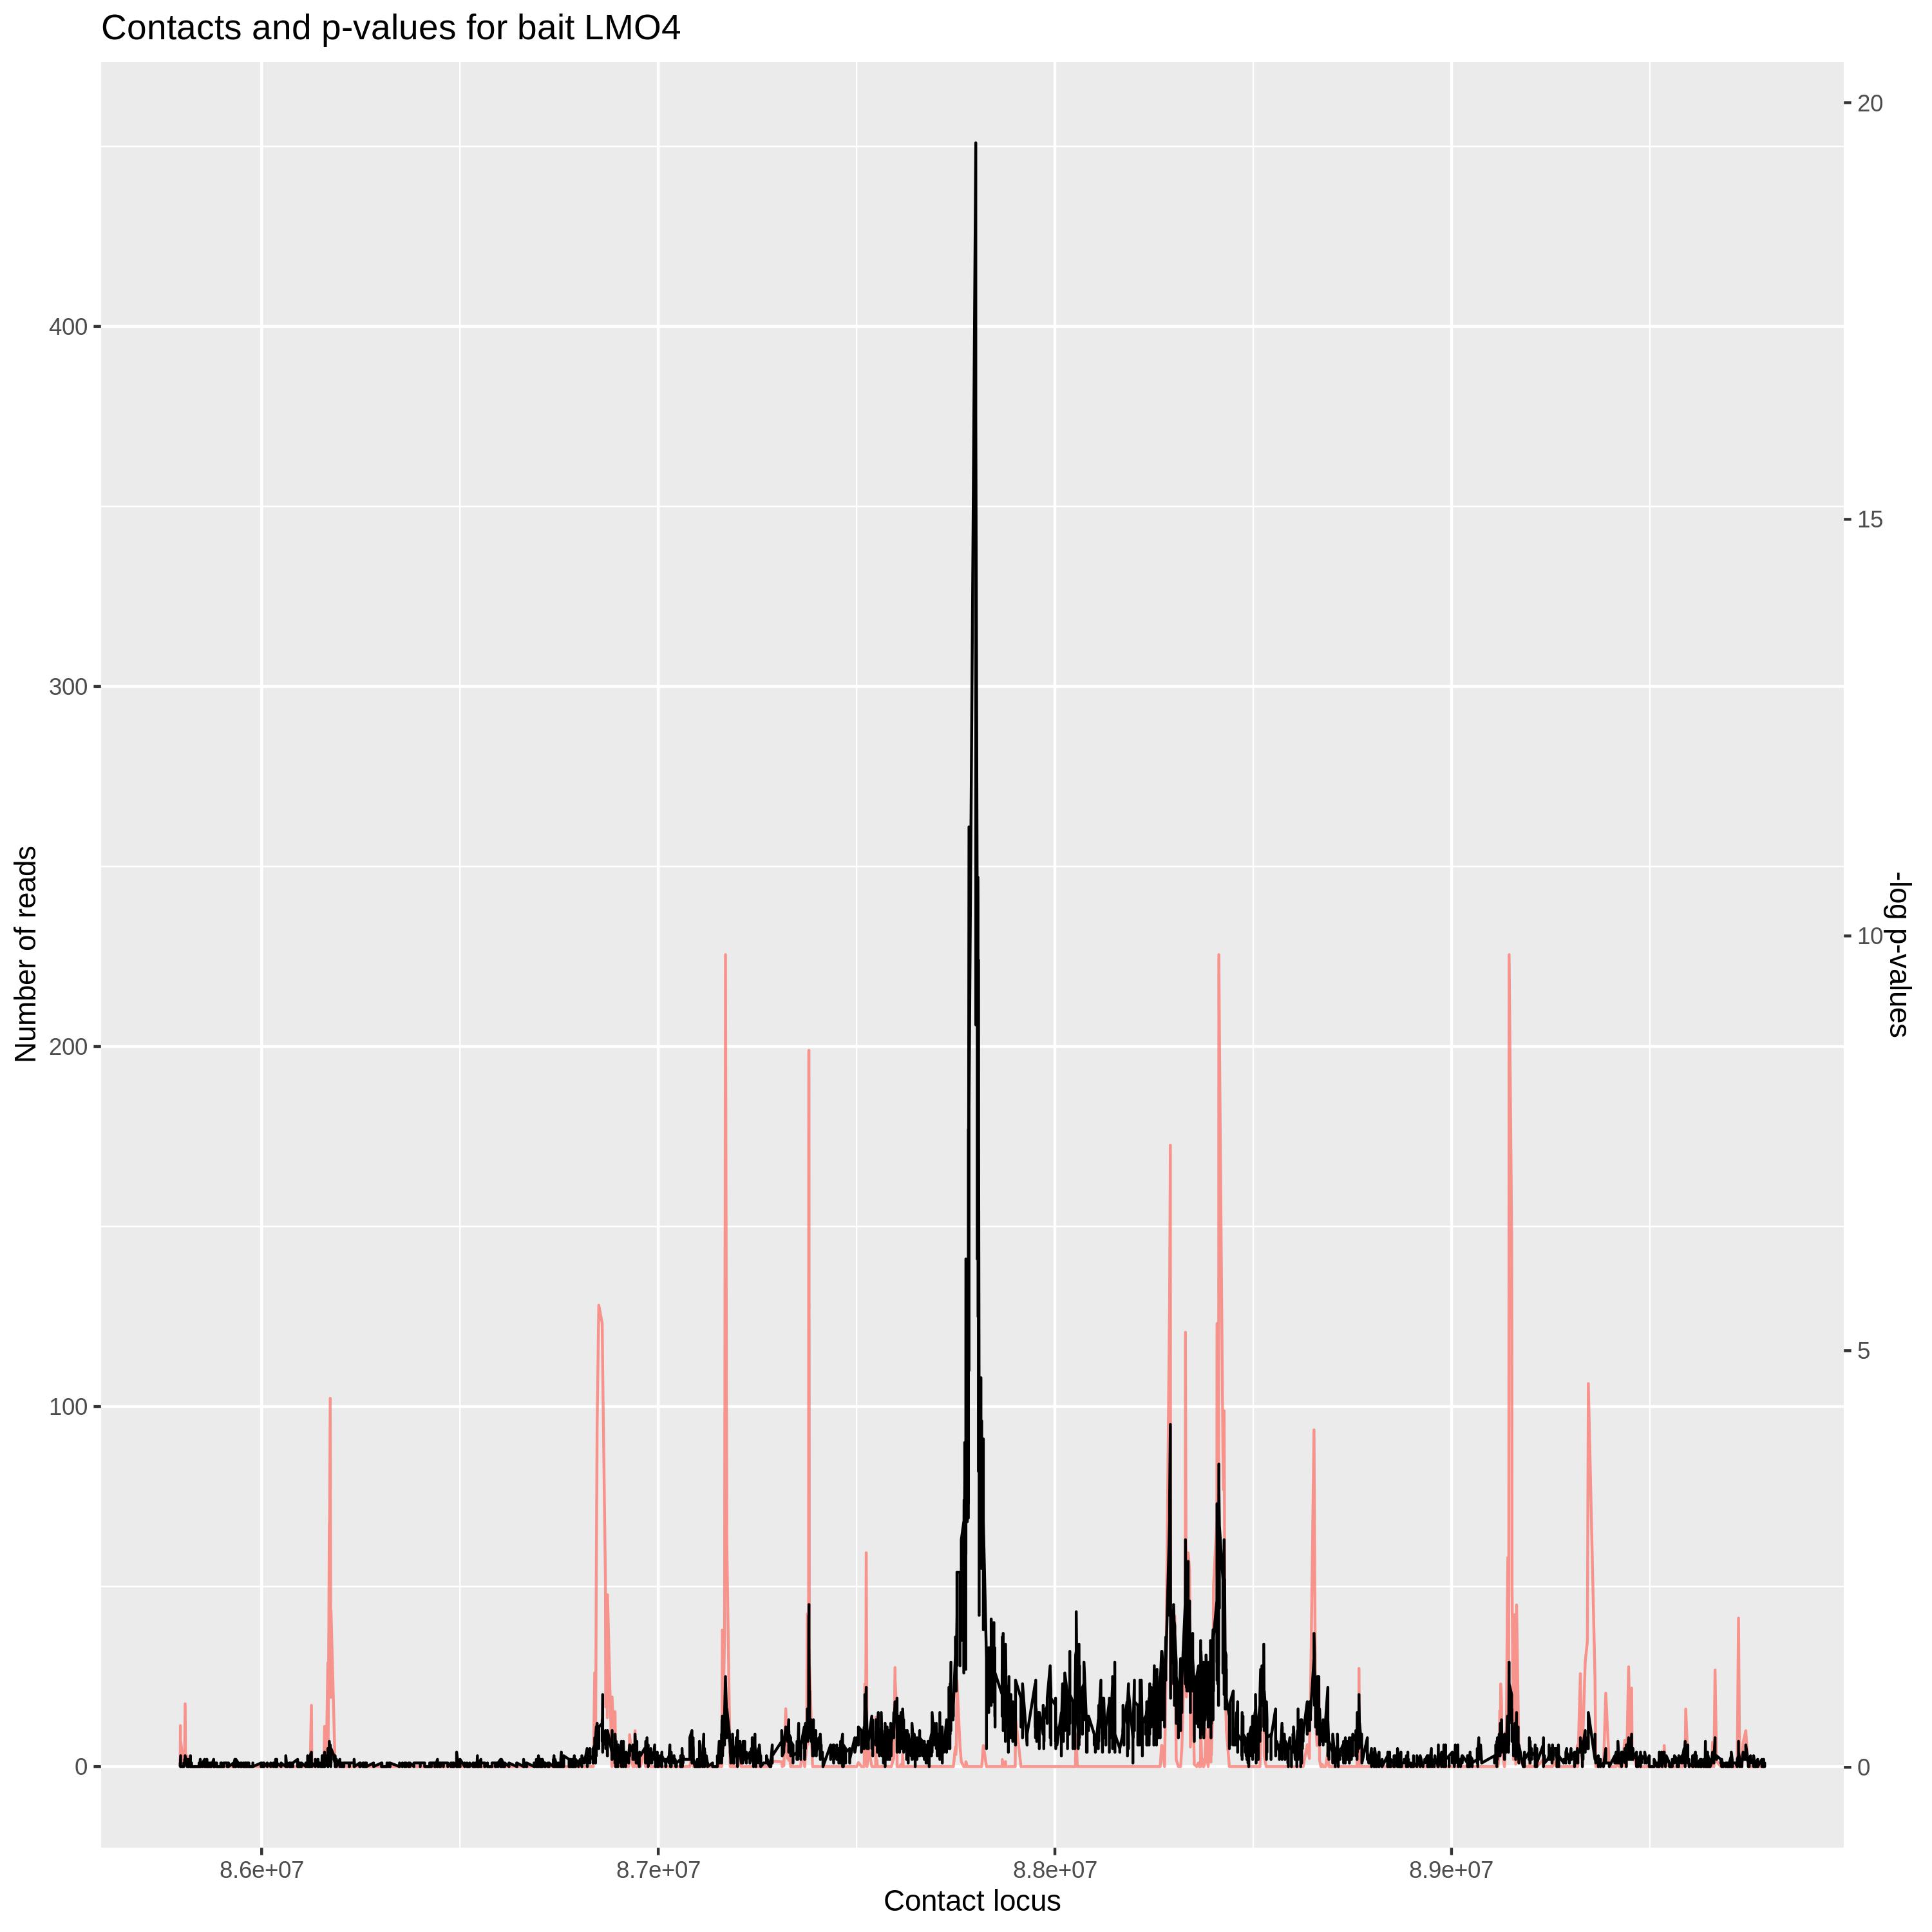 Contacts and p-values for bait LMO4
Number of reads
400
300
200
100
0
20
15
10
5
0
-log p-values
8.6e+07
8.7e+07
8.8e+07
8.9e+07
Contact locus